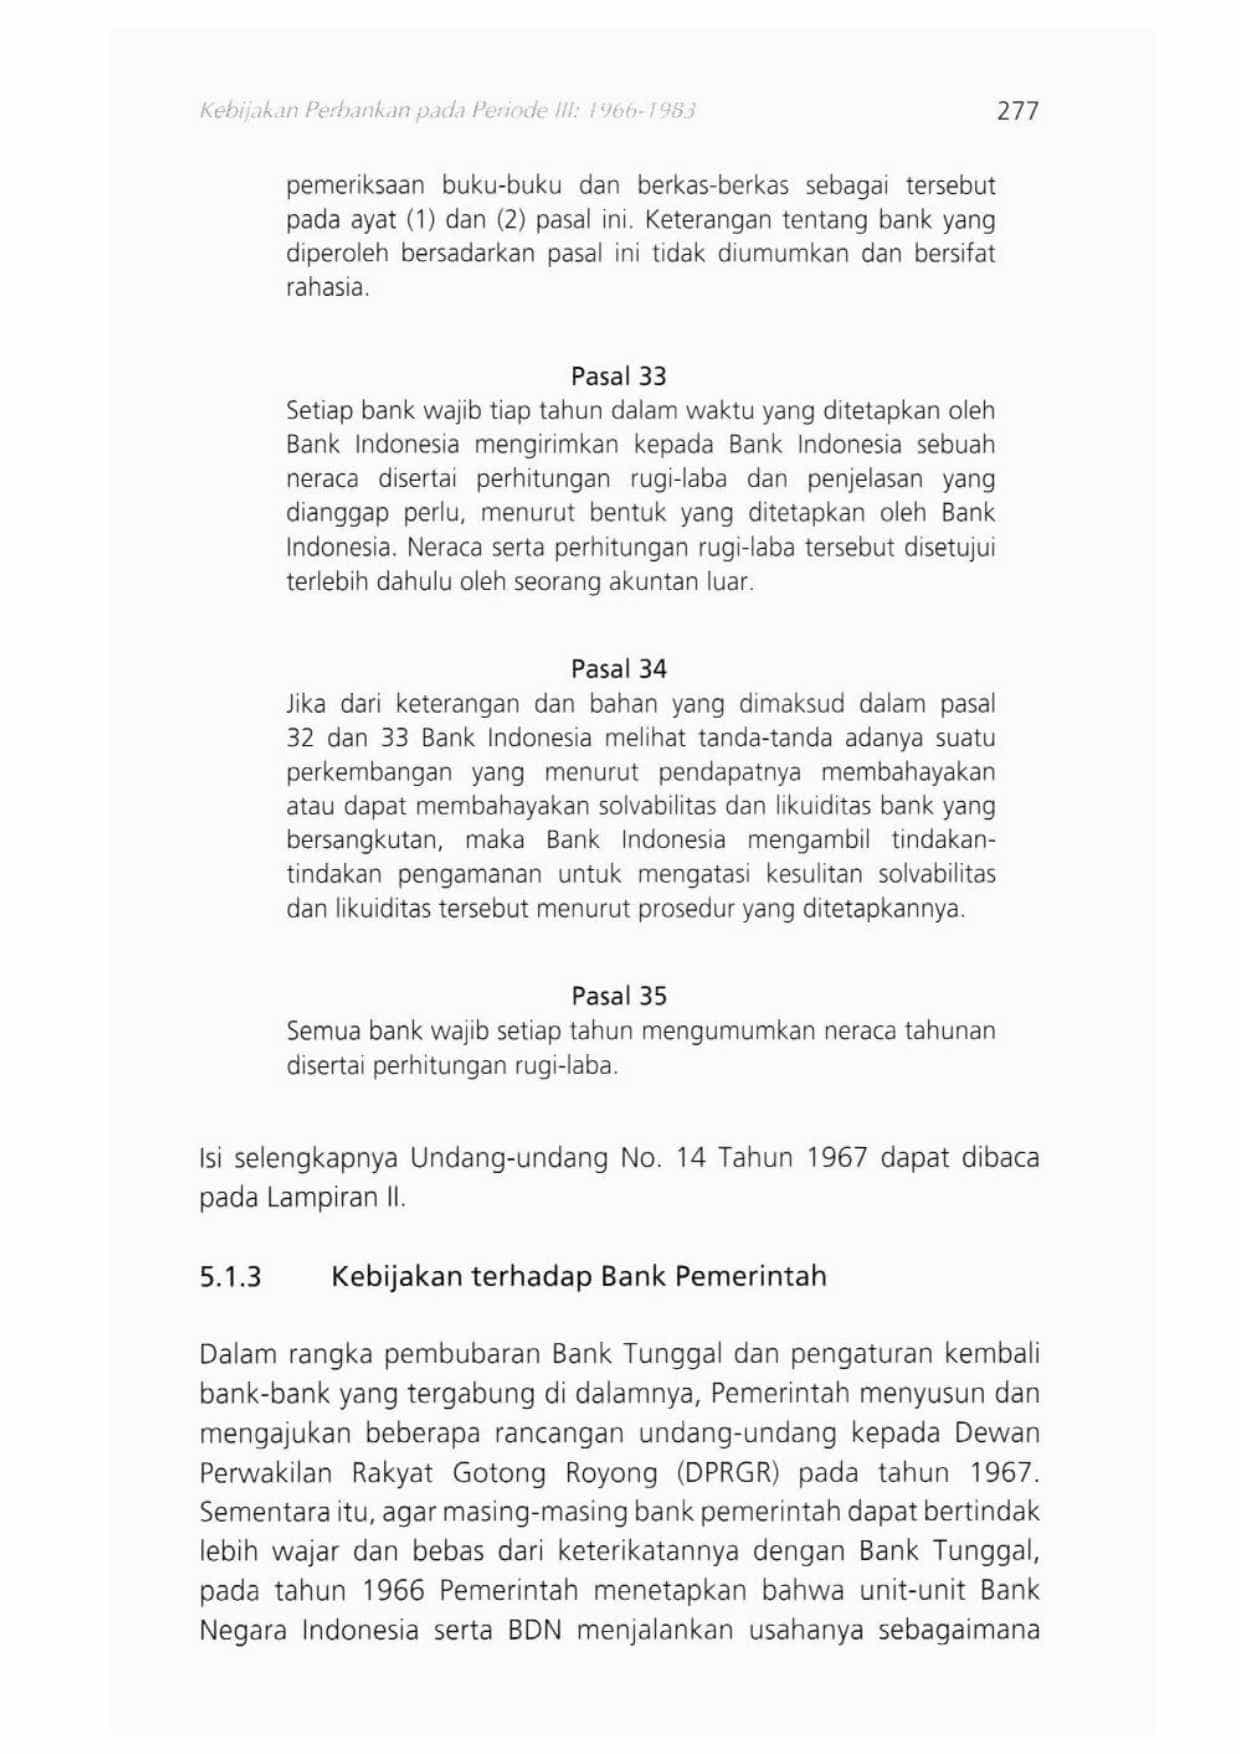 Kebijakan Perbankan pada Periode III: 1966-1983 277
pemeriksaan buku-buku dan berkas-berkas sebagai tersebut
pada ayat (1) dan (2) pasal ini. Keterangan tentang bank yang
diperoleh bersadarkan pasal ini tidak diumumkan dan bersifat
rahasia.
Pasal 33
Setiap bank wajib tiap tahun dalam waktu yang ditetapkan oleh
Bank Indonesia mengirimkan kepada Bank Indonesia sebuah
neraca disertai perhitungan rugi-laba dan penjelasan yang
dianggap perlu, menurut bentuk yang ditetapkan oleh Bank
Indonesia. Neraca serta perhitungan rugi-laba tersebut disetujui
terlebih dahulu oleh seorang akuntan luar.
Pasal 34
Jika dari keterangan dan bahan yang dimaksud dalam pasal
32 dan 33 Bank Indonesia melihat tanda-tanda adanya suatu
perkembangan yang menurut pendapatnya membahayakan
atau dapat membahayakan solvabilitas dan likuiditas bank yang
bersangkutan, maka Bank Indonesia mengambil tindakan-
tindakan pengamanan untuk mengatasi kesulitan solvabilitas
dan likuiditas tersebut menurut prosedur yang ditetapkannya.
Pasal 35
Semua bank wajib setiap tahun mengumumkan neraca tahunan
disertai perhitungan rugi-laba.
Isi selengkapnya Undang-undang No. 14 Tahun 1967 dapat dibaca
pada Lampiran II.
5.1.3 Kebijakan terhadap Bank Pemerintah
Dalam rangka pembubaran Bank Tunggal dan pengaturan kembali
bank-bank yang tergabung di dalamnya, Pemerintah menyusun dan
mengajukan beberapa rancangan undang-undang kepada Dewan
Perwakilan Rakyat Gotong Royong (DPRGR) pada tahun 1967.
Sementara itu, agar masing-masing bank pemerintah dapat bertindak
lebih wajar dan bebas dari keterikatannya dengan Bank Tunggal,
pada tahun 1966 Pemerintah menetapkan bahwa unit-unit Bank
Negara Indonesia serta BDN menjalankan usahanya sebagaimana